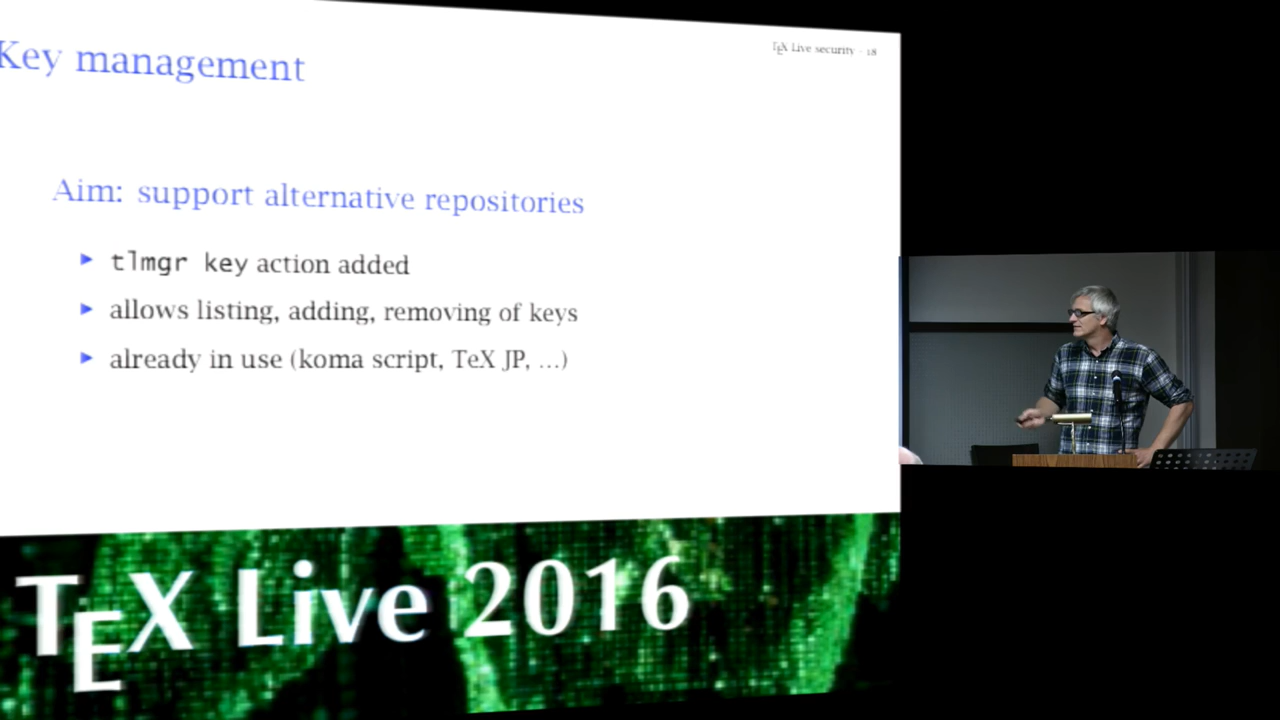 TEX Live security - 18
Key management
Aim: support alternative repositories
tlmgr key action added
allows listing, adding, removing of keys
already in use (koma script, TeX JP, ...)
TEX Live 2016